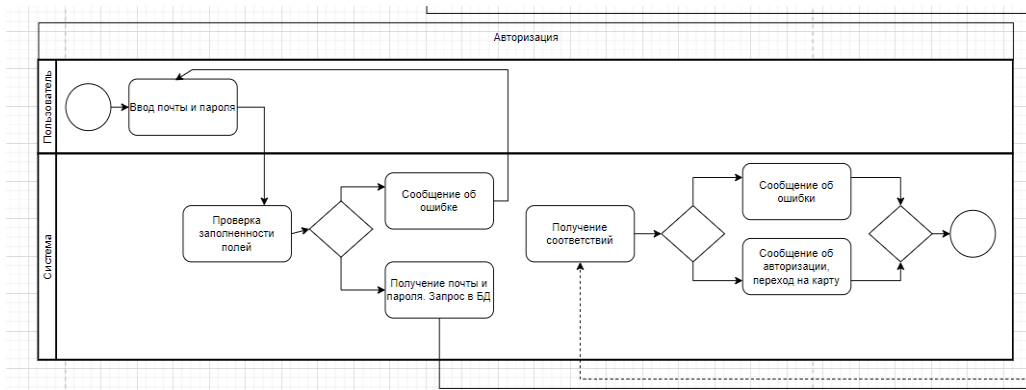 Авторизация
Пользователь
Ввод почты и пароля
Система
Проверка
заполненности
полей
Сообщение об
ошибке
Получение почты и
пароля. Запрос в БД
Получение
соответствий
Сообщение об
ошибки
Сообщение об
авторизации,
переход на карту